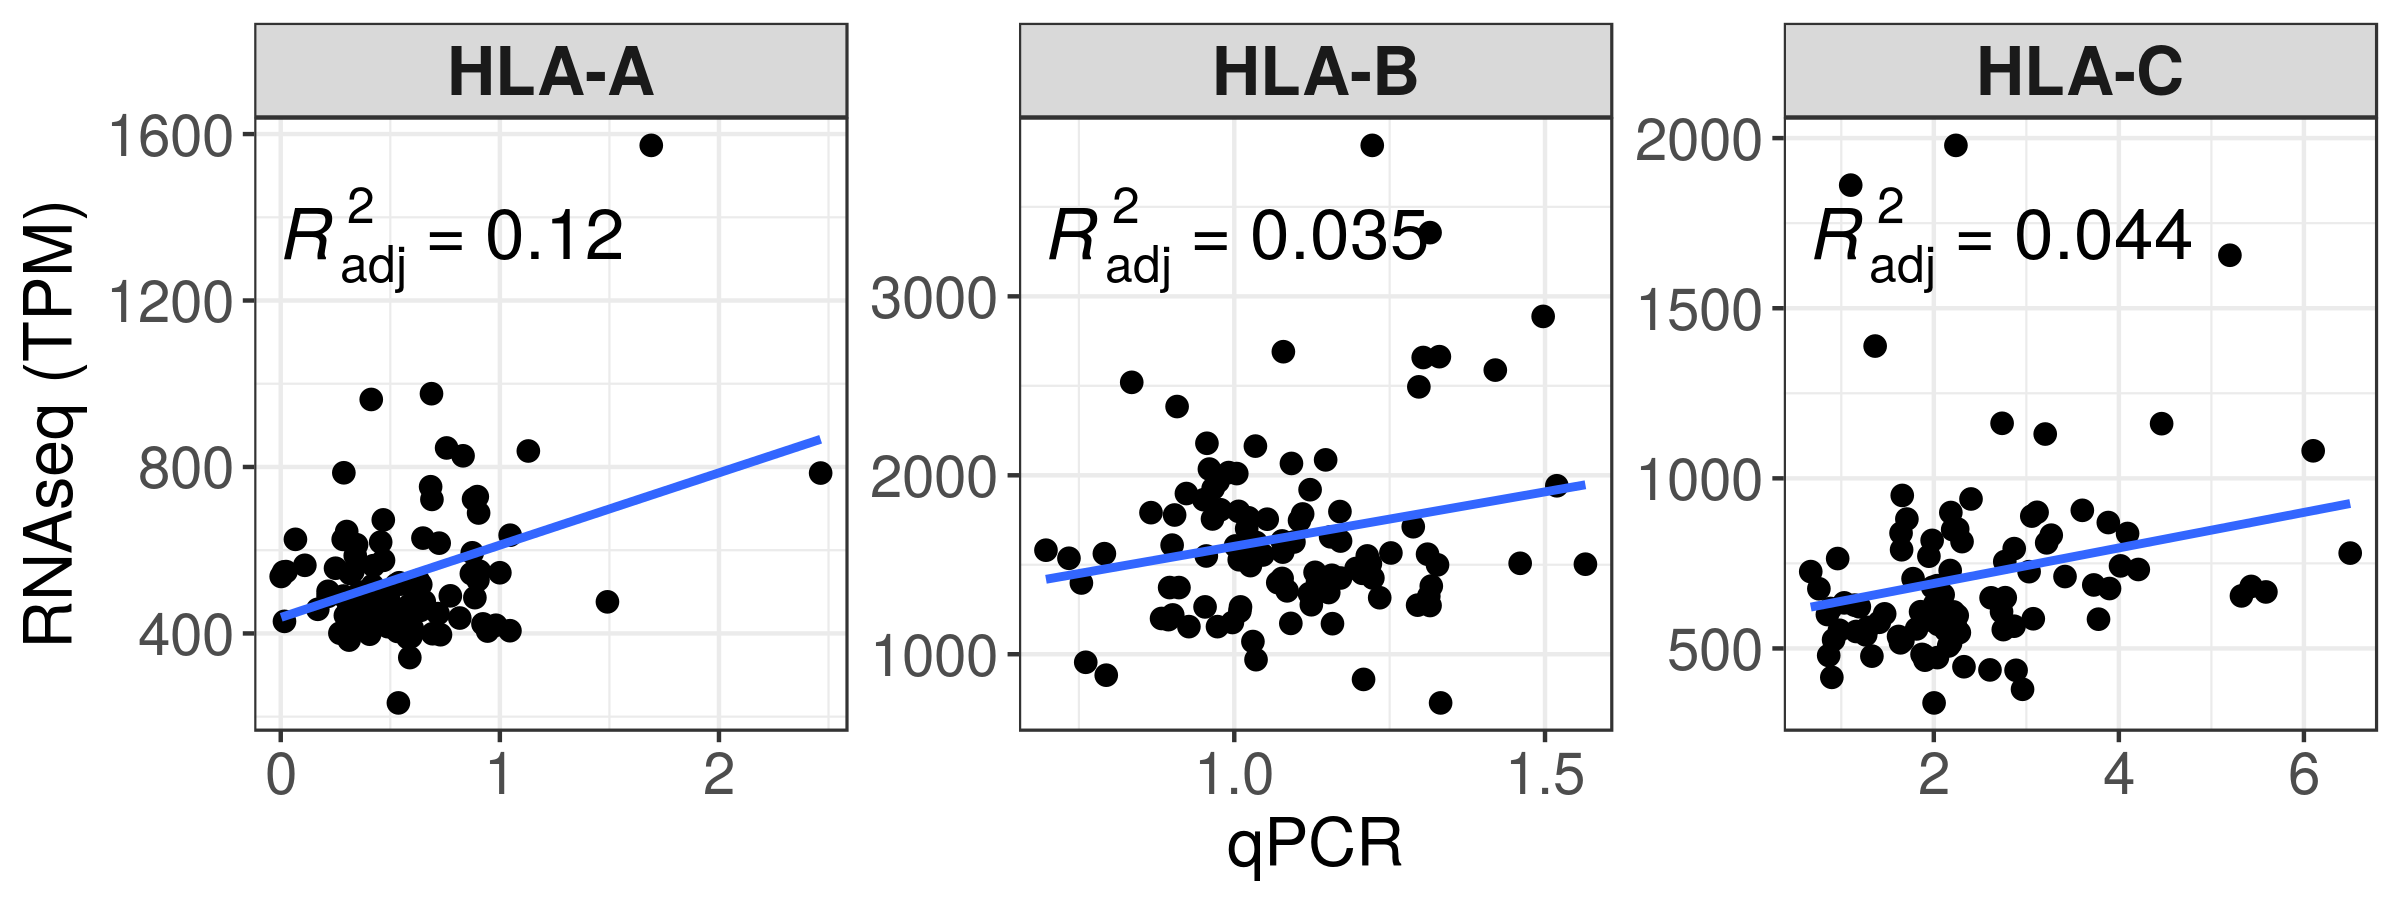 HLA-A HLA-B HLA-C
RNAseq (TPM)
1600
1200
800
400
R²adj = 0.12
0 1 2
3000
2000
1000
R²adj = 0.035
1.0 1.5
2000
1500
1000
500
R²adj = 0.044
2 4 6
qPCR